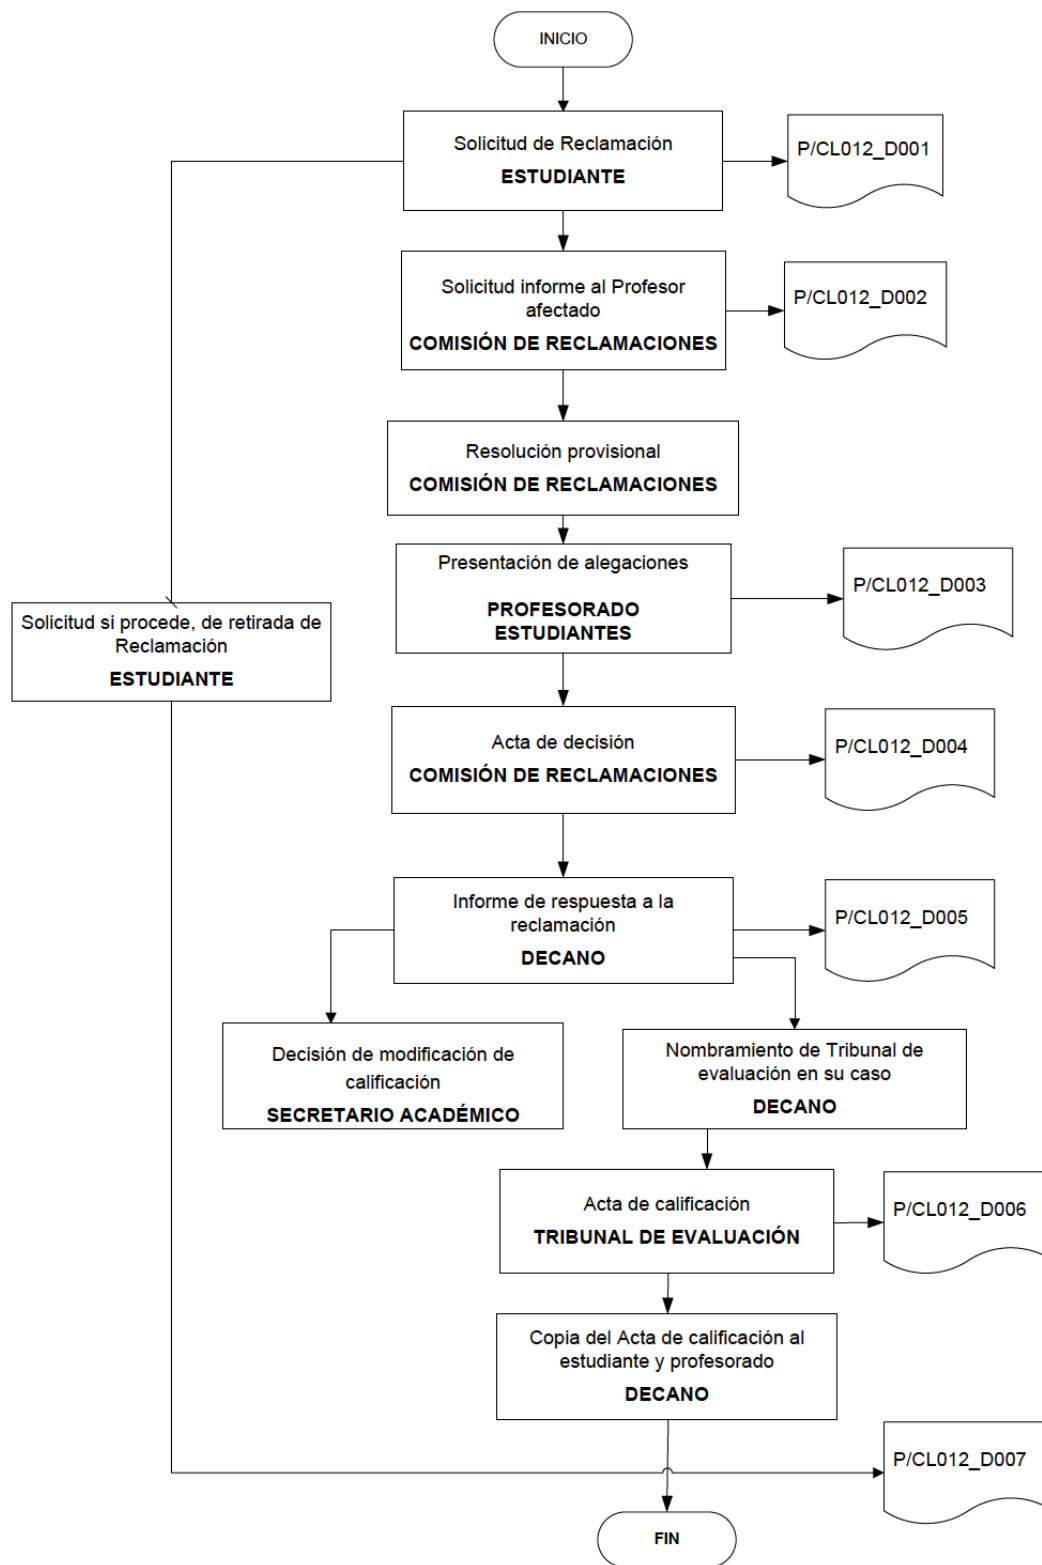 INICIO
Solicitud de Reclamación
ESTUDIANTE
P/CL012_D001
Solicitud informe al Profesor
afectado
COMISIÓN DE RECLAMACIONES
P/CL012_D002
Resolución provisional
COMISIÓN DE RECLAMACIONES
Presentación de alegaciones
PROFESORADO
ESTUDIANTES
P/CL012_D003
Solicitud si procede, de retirada de
Reclamación
ESTUDIANTE
Acta de decisión
COMISIÓN DE RECLAMACIONES
P/CL012_D004
Informe de respuesta a la
reclamación
DECANO
P/CL012_D005
Decisión de modificación de
calificación
SECRETARIO ACADÉMICO
Nombramiento de Tribunal de
evaluación en su caso
DECANO
Acta de calificación
TRIBUNAL DE EVALUACIÓN
P/CL012_D006
Copia del Acta de calificación al
estudiante y profesorado
DECANO
P/CL012_D007
FIN